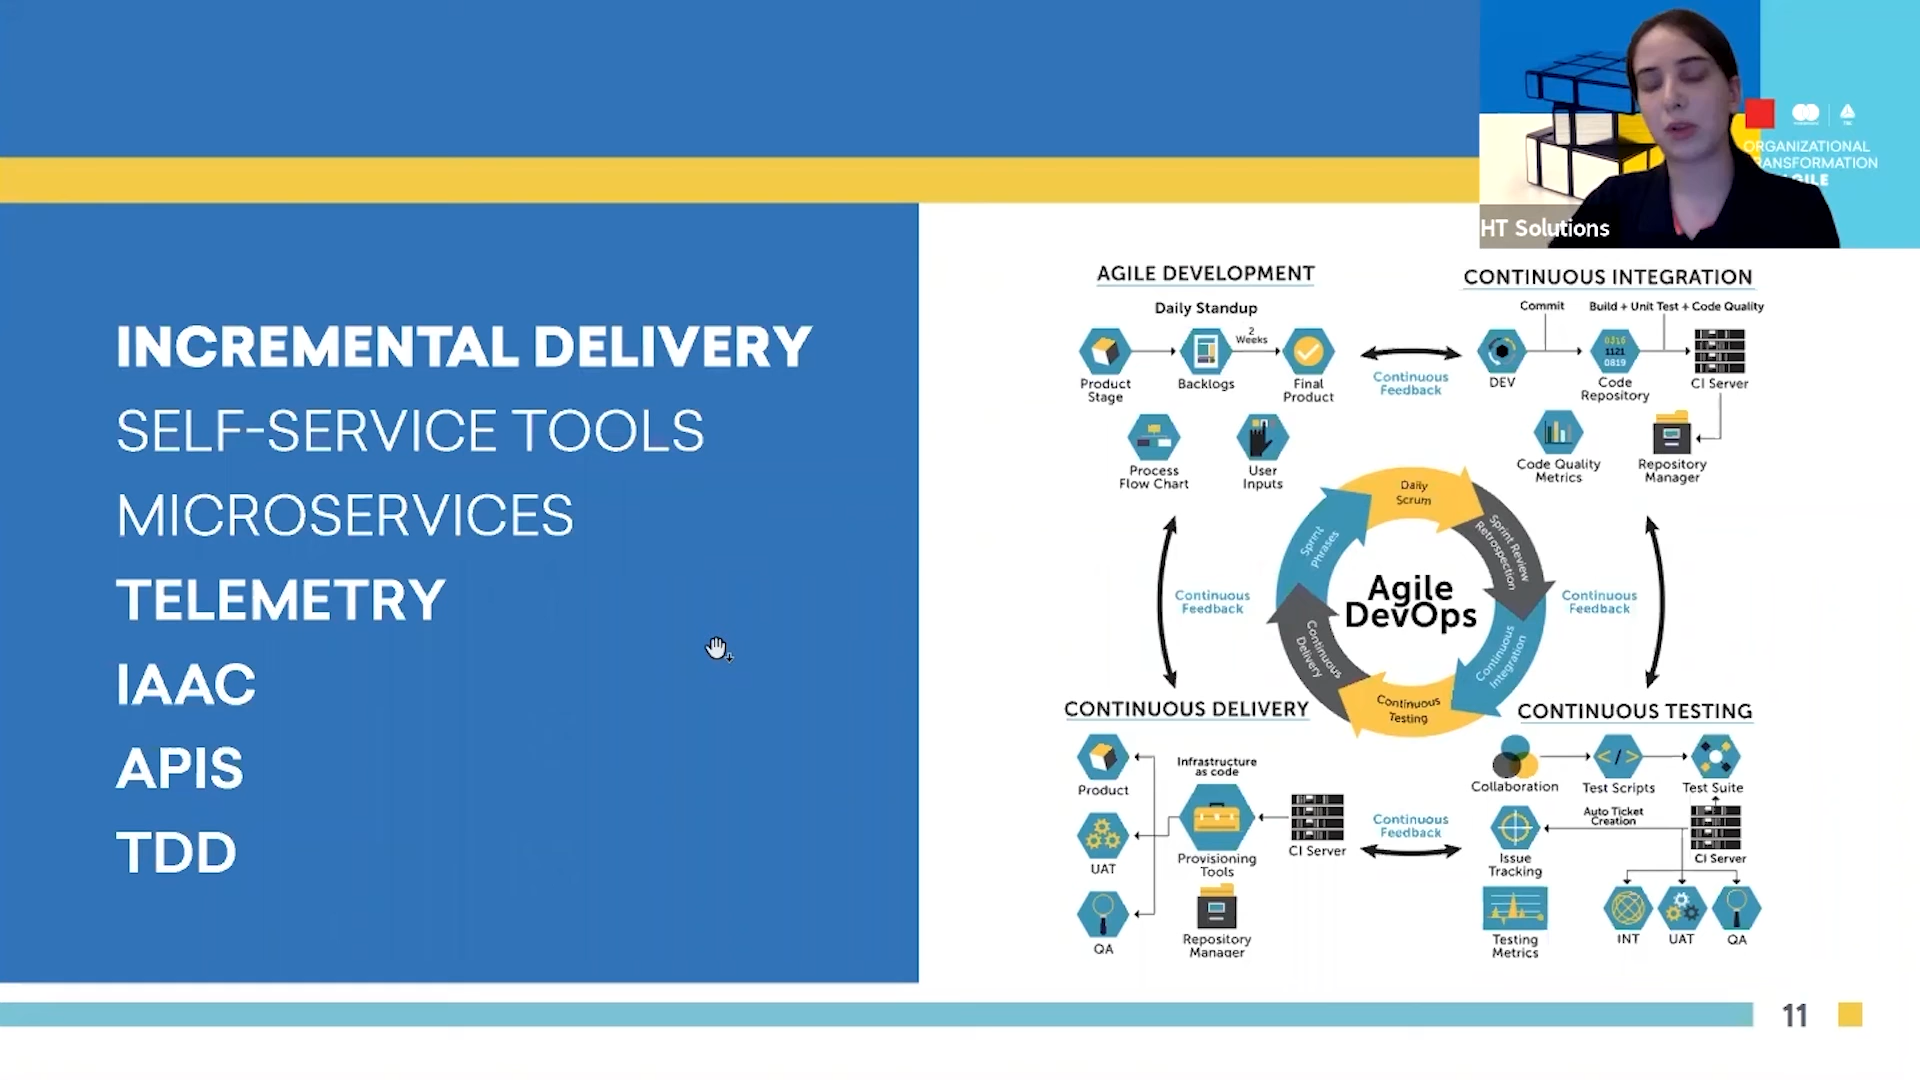 HT Solutions
ORGANIZATIONAL
RANSFORMATION
AGILE
INCREMENTAL DELIVERY
SELF-SERVICE TOOLS
MICROSERVICES
TELEMETRY
IAAC
APIS
TDD
AGILE DEVELOPMENT
Daily Standup
2
Weeks
Product
Stage
Backlogs
Final
Product
Process
Flow Chart
User
Inputs
Continuous
Feedback
CONTINUOUS INTEGRATION
Commit
Build + Unit Test + Code Quality
DEV
1121
0819
Code
Repository
CI Server
Code Quality
Metrics
Repository
Manager
Daily
Scrum
Sprint Review
Retrospection
Continuous
Integration
Continuous
Testing
Continuous
Delivery
Sprint
Phrases
Agile
DevOps
Continuous
Feedback
Continuous
Feedback
CONTINUOUS DELIVERY
Product
UAT
QA
Infrastructure
as code
Provisioning
Tools
Repository
Manager
CI Server
Continuous
Feedback
CONTINUOUS TESTING
Collaboration
</>
Test Scripts
Test Suite
Auto Ticket
Creation
Issue
Tracking
CI Server
Testing
Metrics
INT
UAT
QA
11